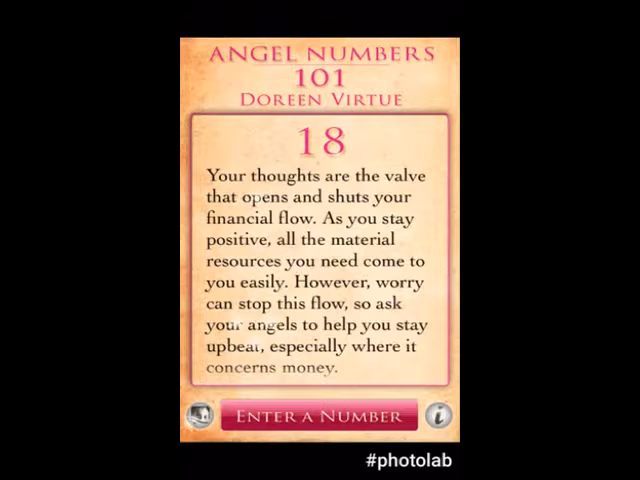 ANGEL NUMBERS
101
DOREEN VIRTUE
18
Your thoughts are the valve
that opens and shuts your
financial flow. As you stay
positive, all the material
resources you need come to
you easily. However, worry
can stop this flow, so ask
your angels to help you stay
upbeat, especially where it
concerns money.
ENTER A NUMBER
i
#photolab